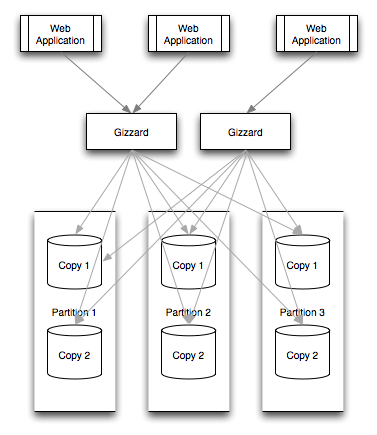 Web
Application
Web
Application
Web
Application
Gizzard
Gizzard
Copy 1
Copy 1
Copy 1
Partition 1
Partition 2
Partition 3
Copy 2
Copy 2
Copy 2